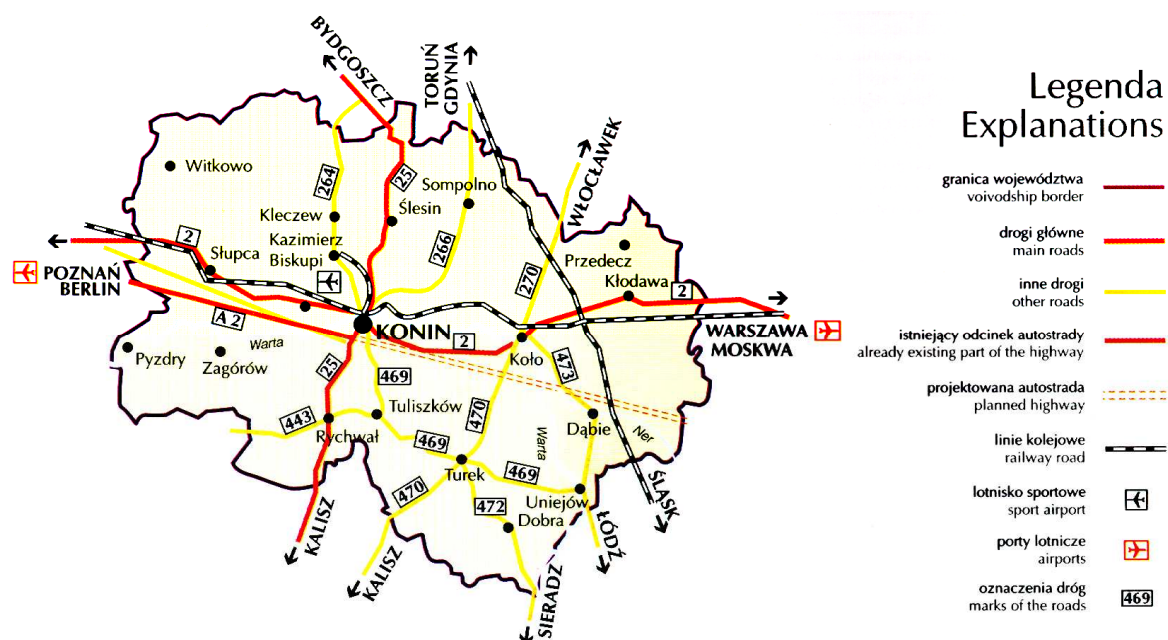 BYDGOSZCZ
TORUŃ
GDYNIA
WŁOCŁAWEK
Witkowo
264
25
Sompolno
Kleczew
Ślesin
Kazimierz
Biskupi
266
2
Słupca
270
Przedecz
Kłodawa
2
POZNAŃ
BERLIN
A 2
KONIN
WARSZAWA
MOSKWA
Pyzdry
Zagórów
Warta
25
2
Koło
473
469
443
Rychwał
Tuliszków
469
470
Warta
Dąbie
Ner
Turek
469
470
472
Uniejów
Dobra
ŚLĄSK
ŁÓDŹ
KALISZ
KALISZ
SIERADZ
Legenda
Explanations
granica województwa
voivodship border
drogi główne
main roads
inne drogi
other roads
istniejący odcinek autostrady
already existing part of the highway
projektowana autostrada
planned highway
linie kolejowe
railway road
lotnisko sportowe
sport airport
porty lotnicze
airports
oznaczenia dróg
marks of the roads
469